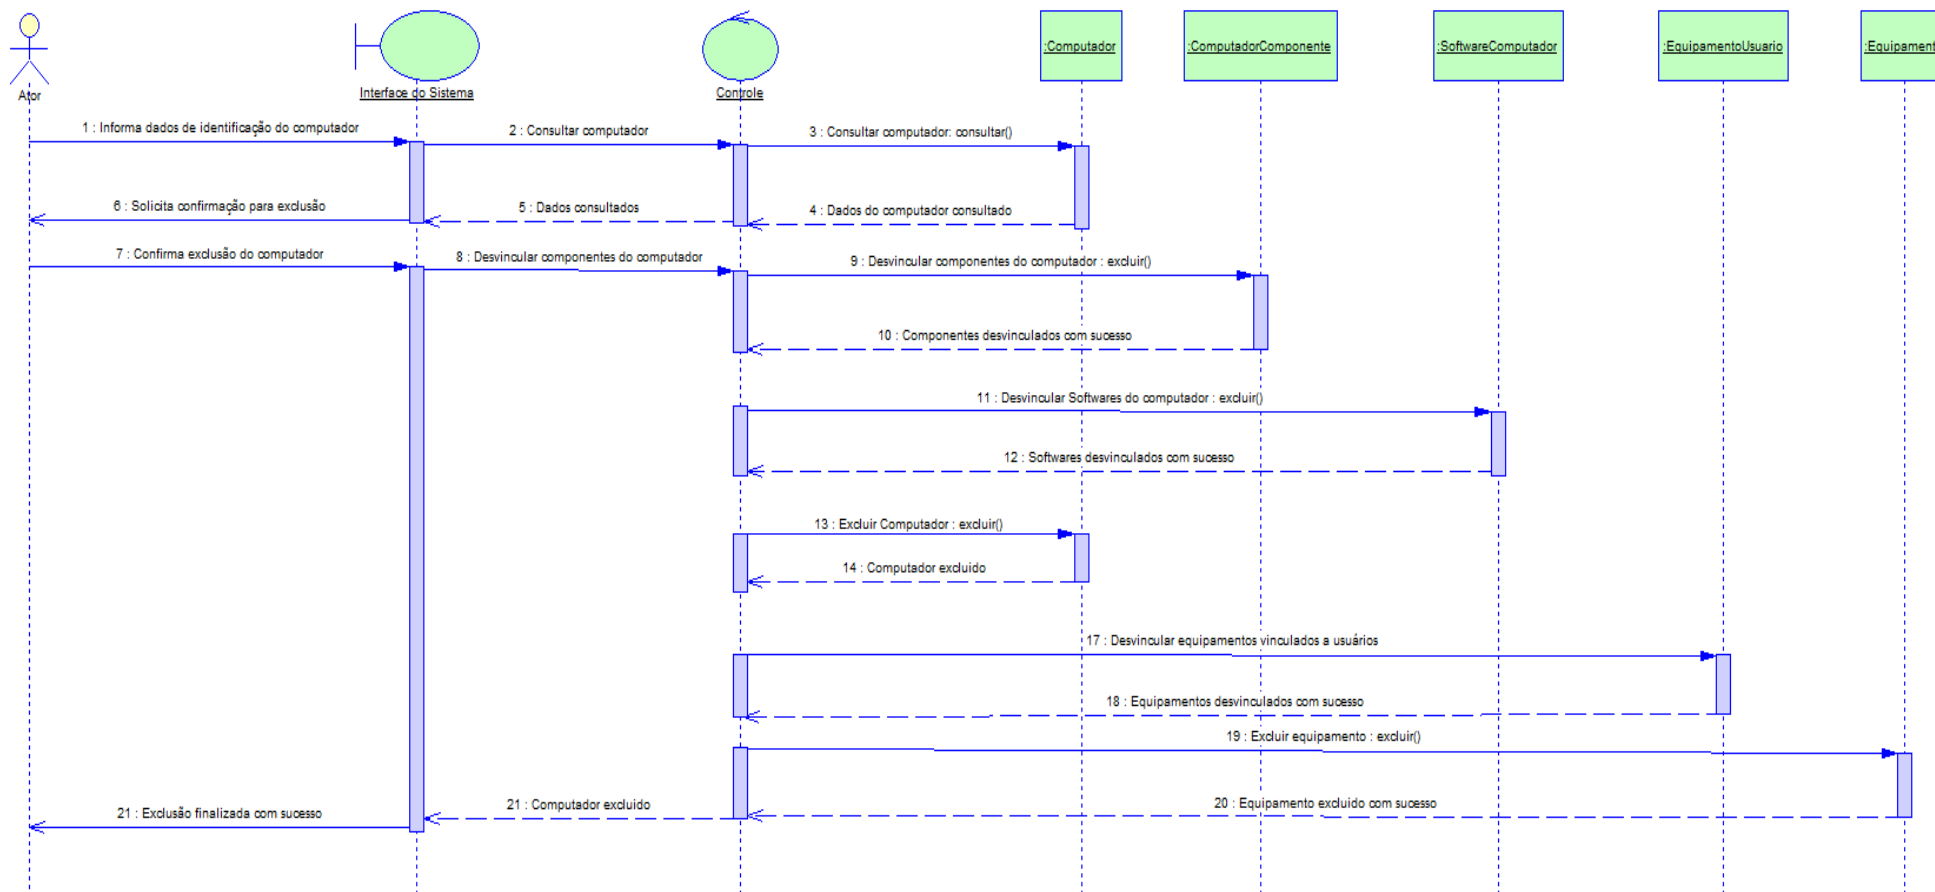 :Computador
:ComputadorComponente
:SoftwareComputador
:EquipamentoUsuario
:Equipament
Ator
Interface do Sistema
Controle
1 : Informa dados de identificação do computador
2 : Consultar computador
3 : Consultar computador: consultar()
6 : Solicita confirmação para exclusão
5 : Dados consultados
4 : Dados do computador consultado
7 : Confirma exclusão do computador
8 : Desvincular componentes do computador
9 : Desvincular componentes do computador : excluir()
10 : Componentes desvinculados com sucesso
11 : Desvincular Softwares do computador : excluir()
12 : Softwares desvinculados com sucesso
13 : Excluir Computador : excluir()
14 : Computador excluido
17 : Desvincular equipamentos vinculados a usuários
18 : Equipamentos desvinculados com sucesso
19 : Excluir equipamento : excluir()
21 : Exclusão finalizada com sucesso
21 : Computador excluido
20 : Equipamento excluido com sucesso